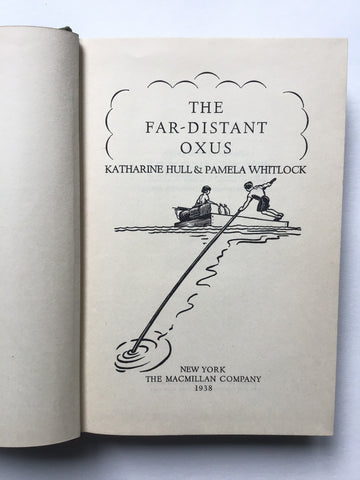 THE
FAR-DISTANT
OXUS
KATHARINE HULL & PAMELA WHITLOCK
NEW YORK
THE MACMILLAN COMPANY
1938